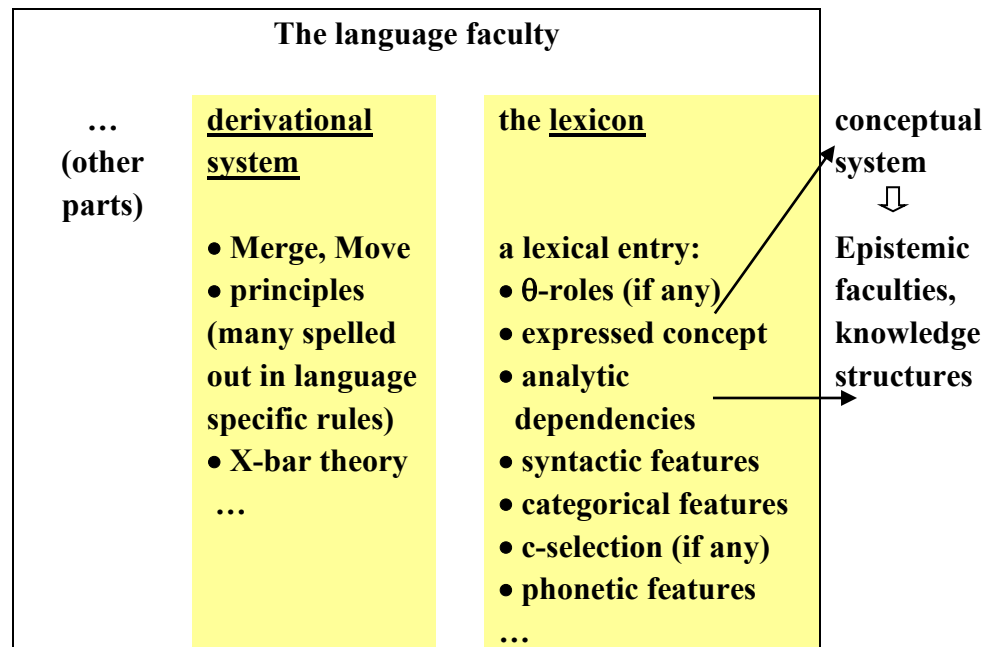 The language faculty
…
(other
parts)
derivational
system
• Merge, Move
• principles
(many spelled
out in language
specific rules)
• X-bar theory
…
the lexicon
a lexical entry:
• θ-roles (if any)
• expressed concept
• analytic
dependencies
• syntactic features
• categorical features
• c-selection (if any)
• phonetic features
…
conceptual
system
⇩
Epistemic
faculties,
knowledge
structures